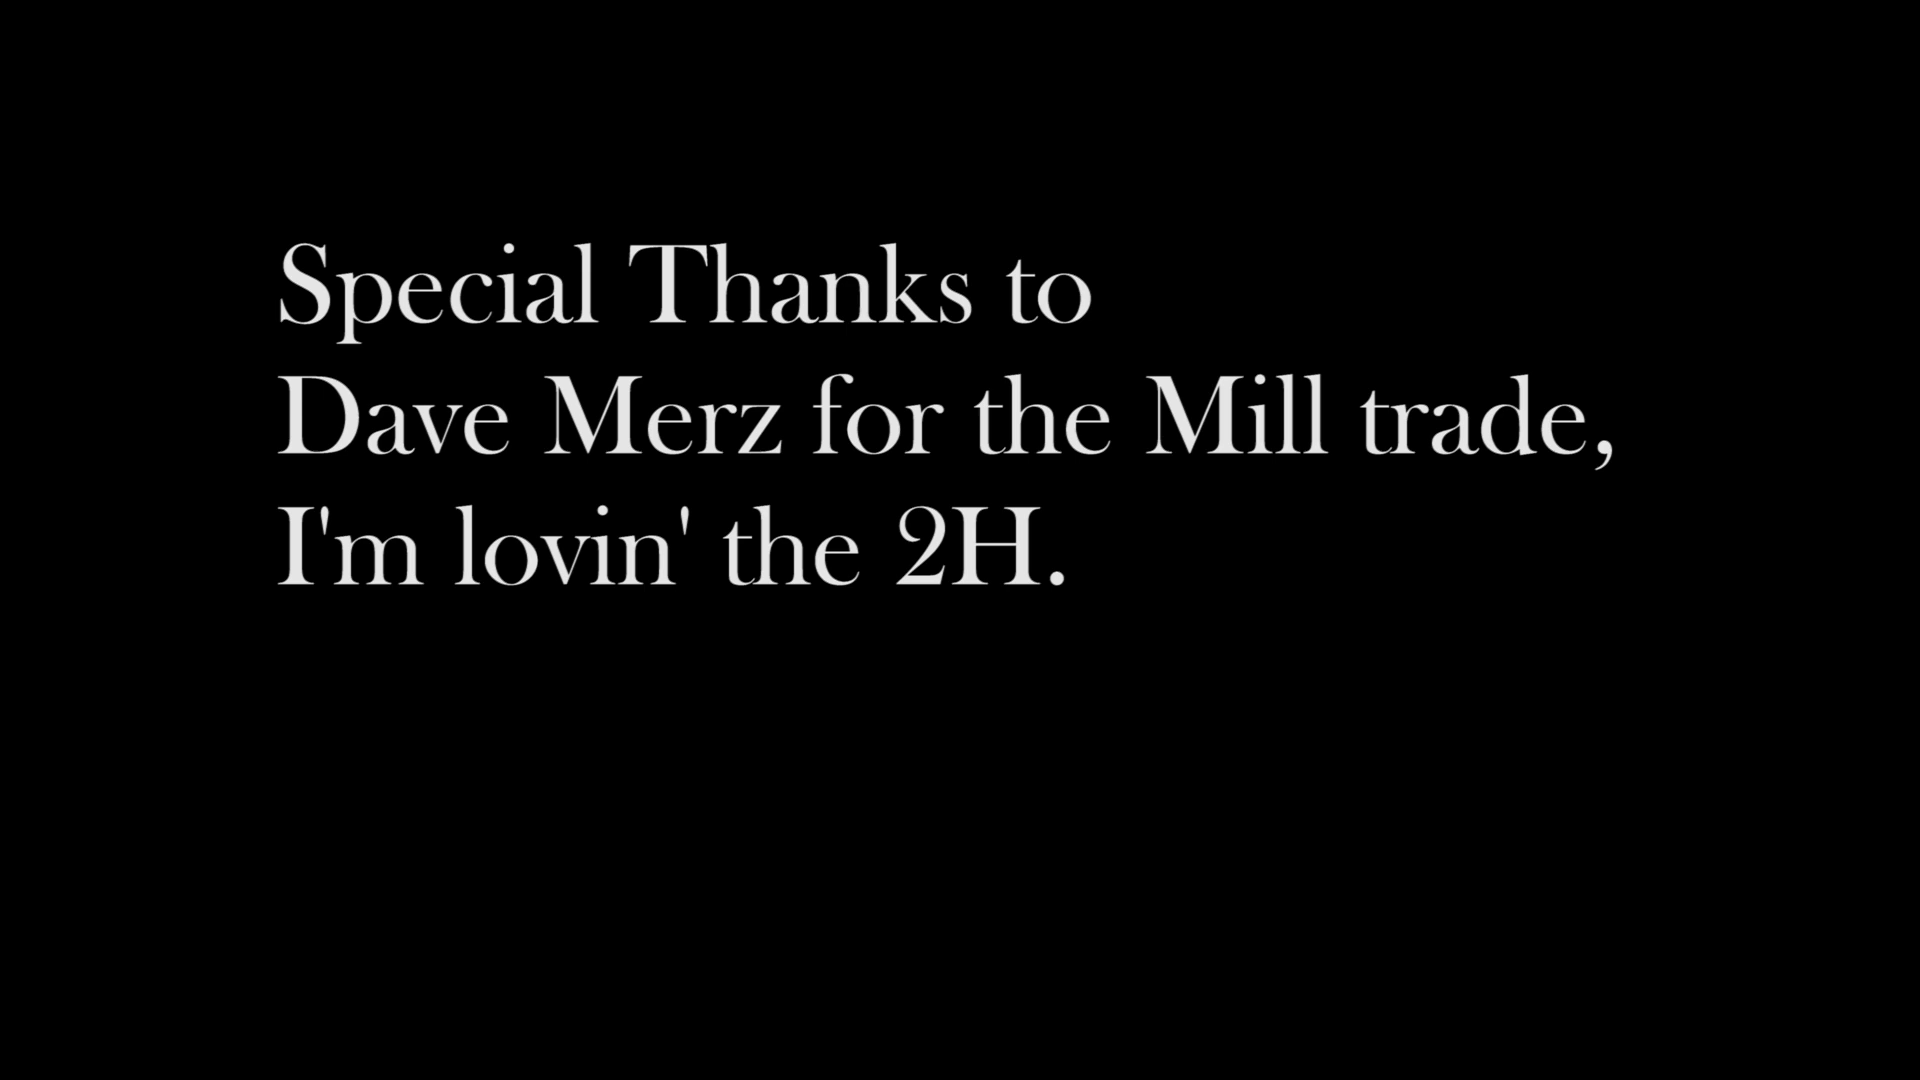 Special Thanks to
Dave Merz for the Mill trade,
I'm lovin' the 2H.